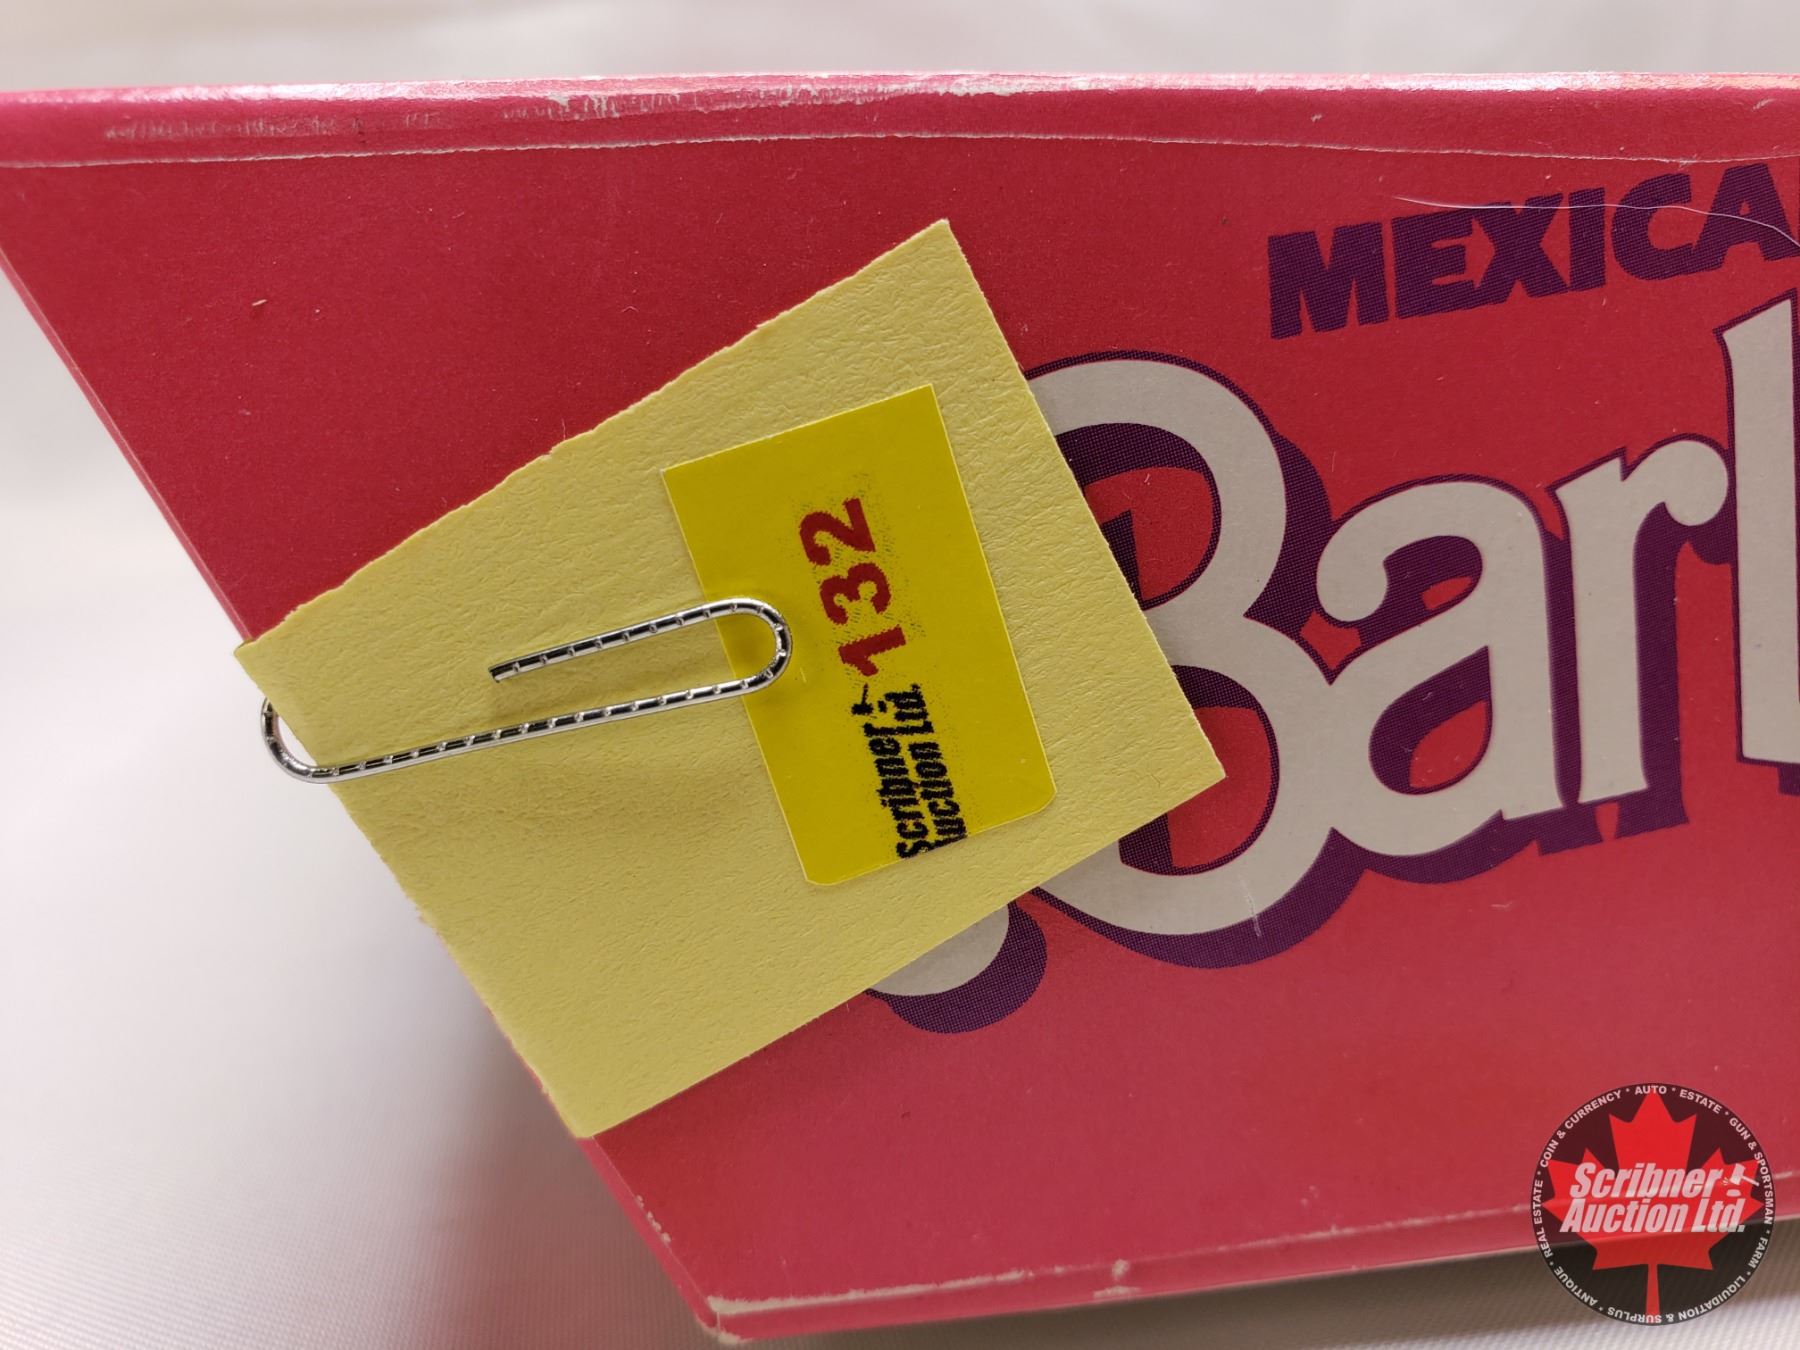 MEXICA
Barb
132
Scribner
Auction Ltd.
COIN & CURRENCY * AUTO * ESTATE * GUN & SPORTSMAN * FARM * LIQUIDATION & SURPLUS * ANTIQUE * REAL ESTATE *
Scribner
Auction Ltd.